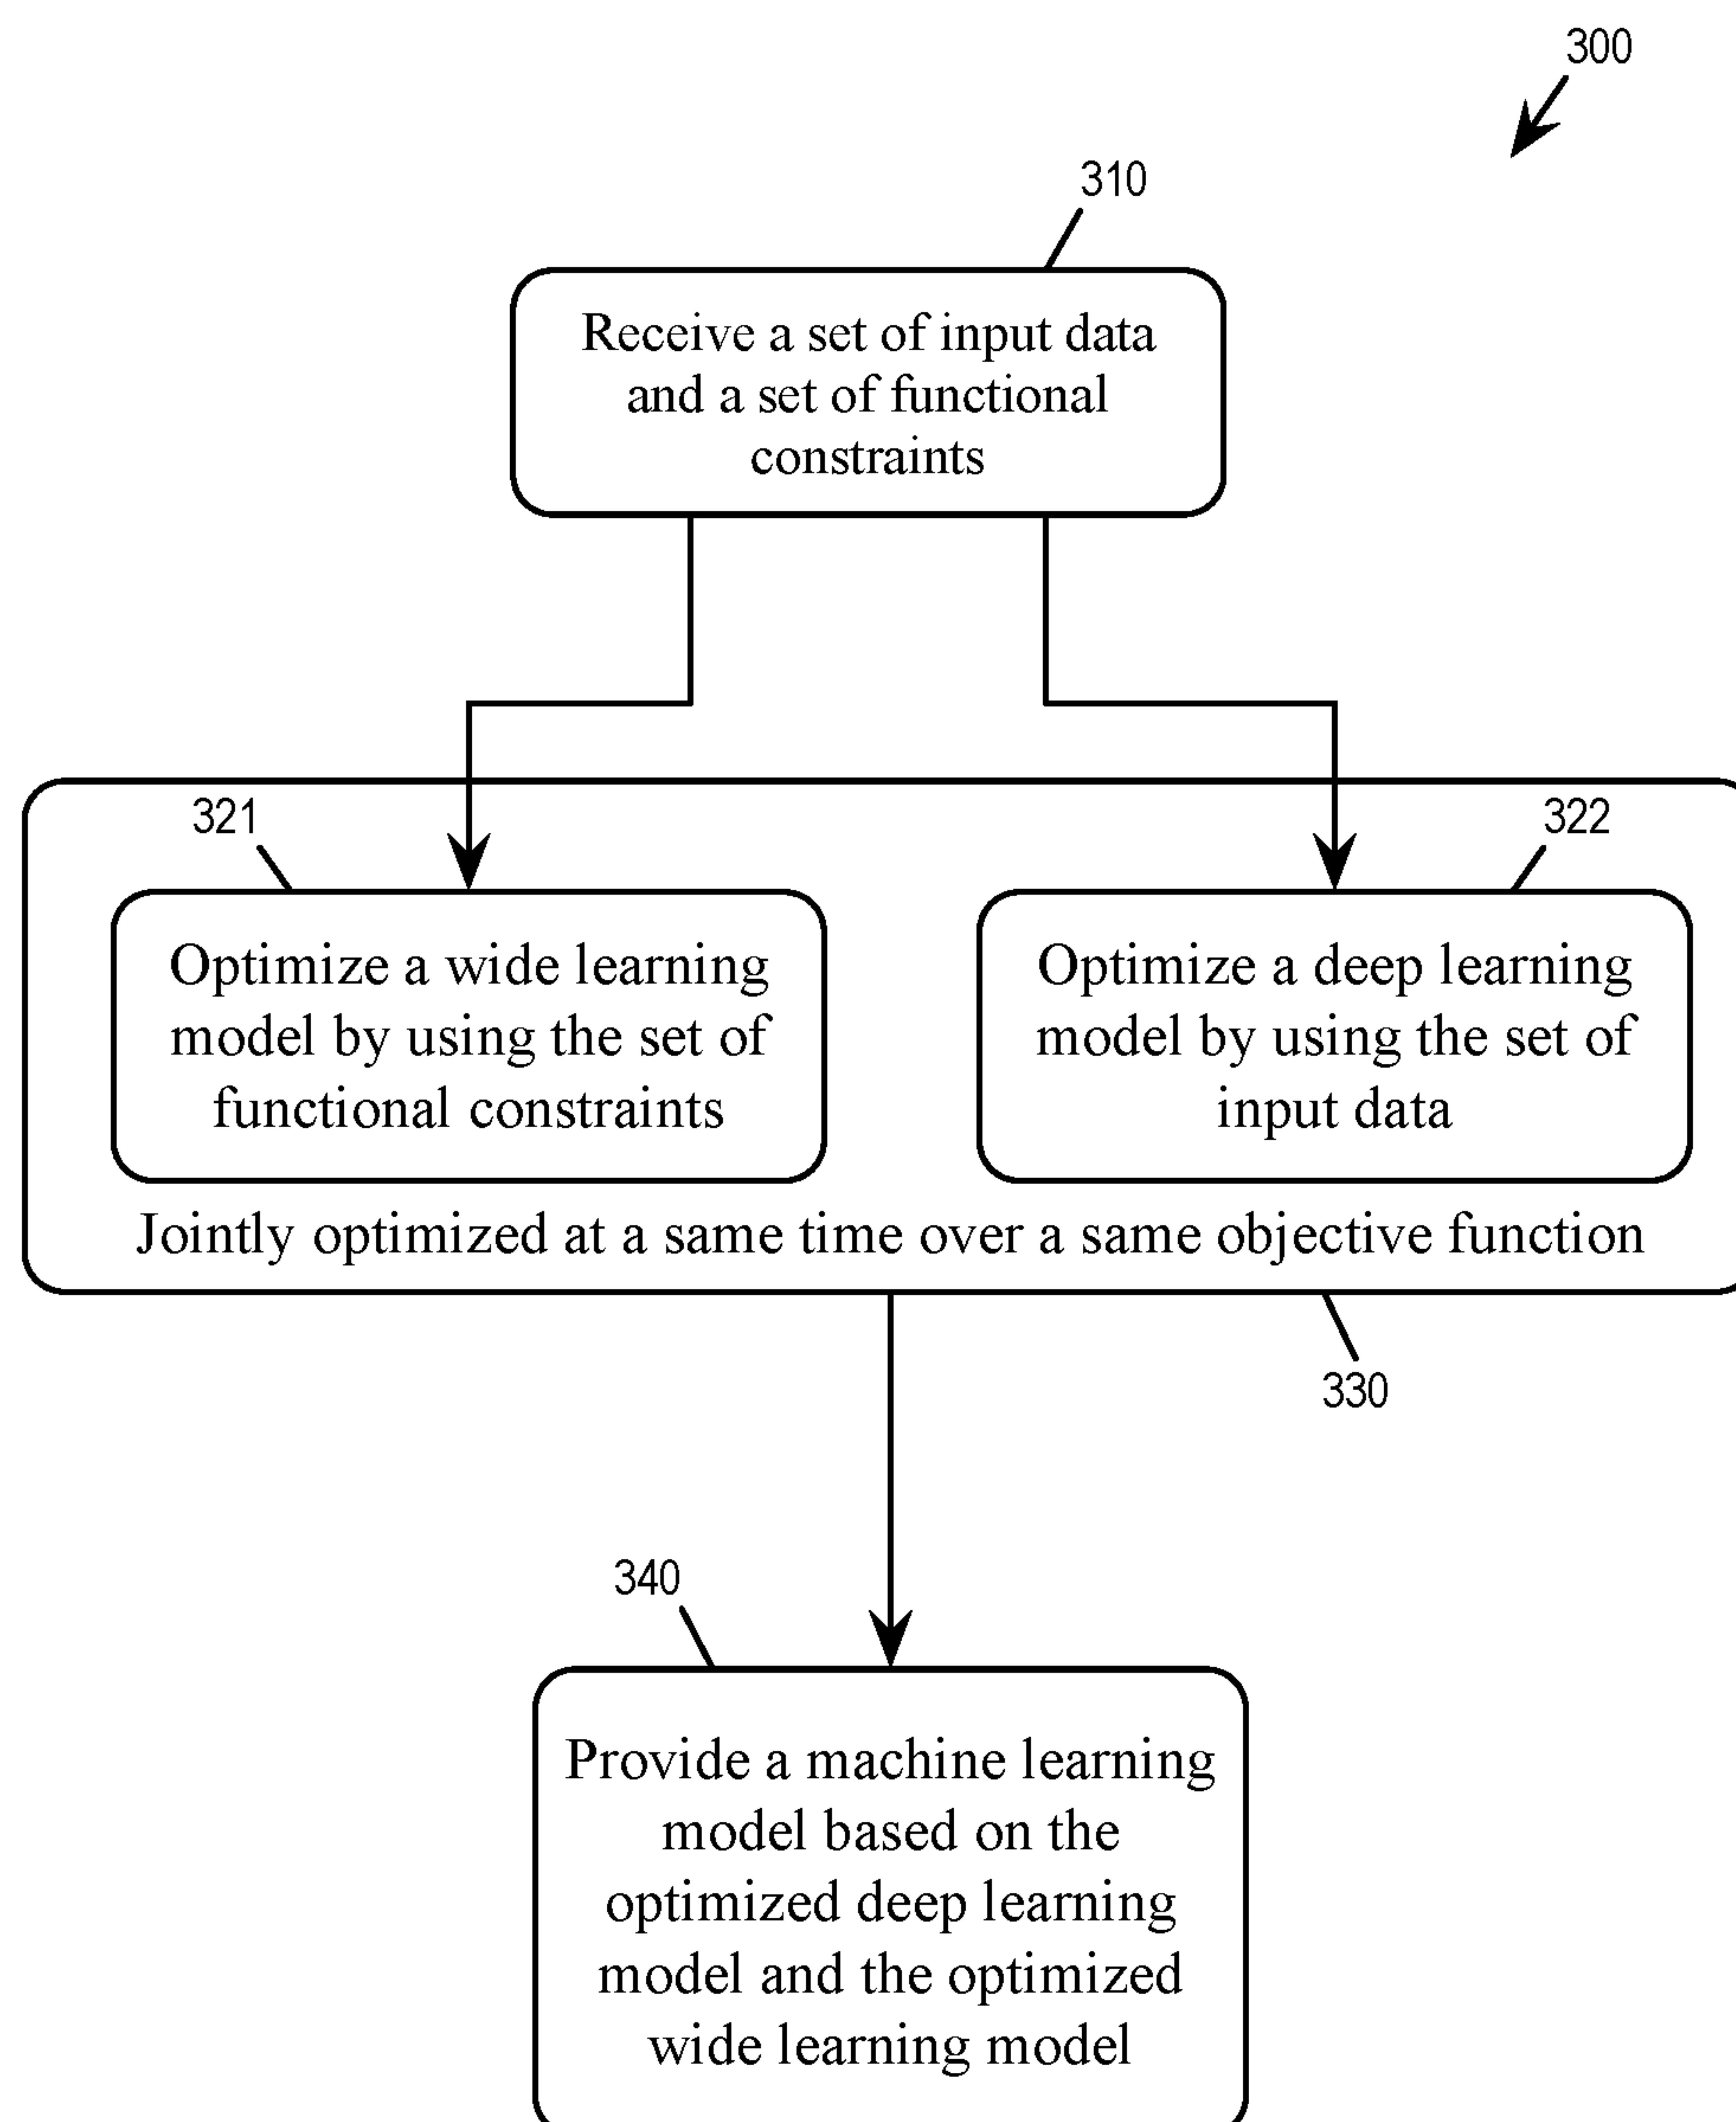 300
310
Receive a set of input data
and a set of functional
constraints
321
322
Optimize a wide learning
model by using the set of
functional constraints
Optimize a deep learning
model by using the set of
input data
Jointly optimized at a same time over a same objective function
330
340
Provide a machine learning
model based on the
optimized deep learning
model and the optimized
wide learning model